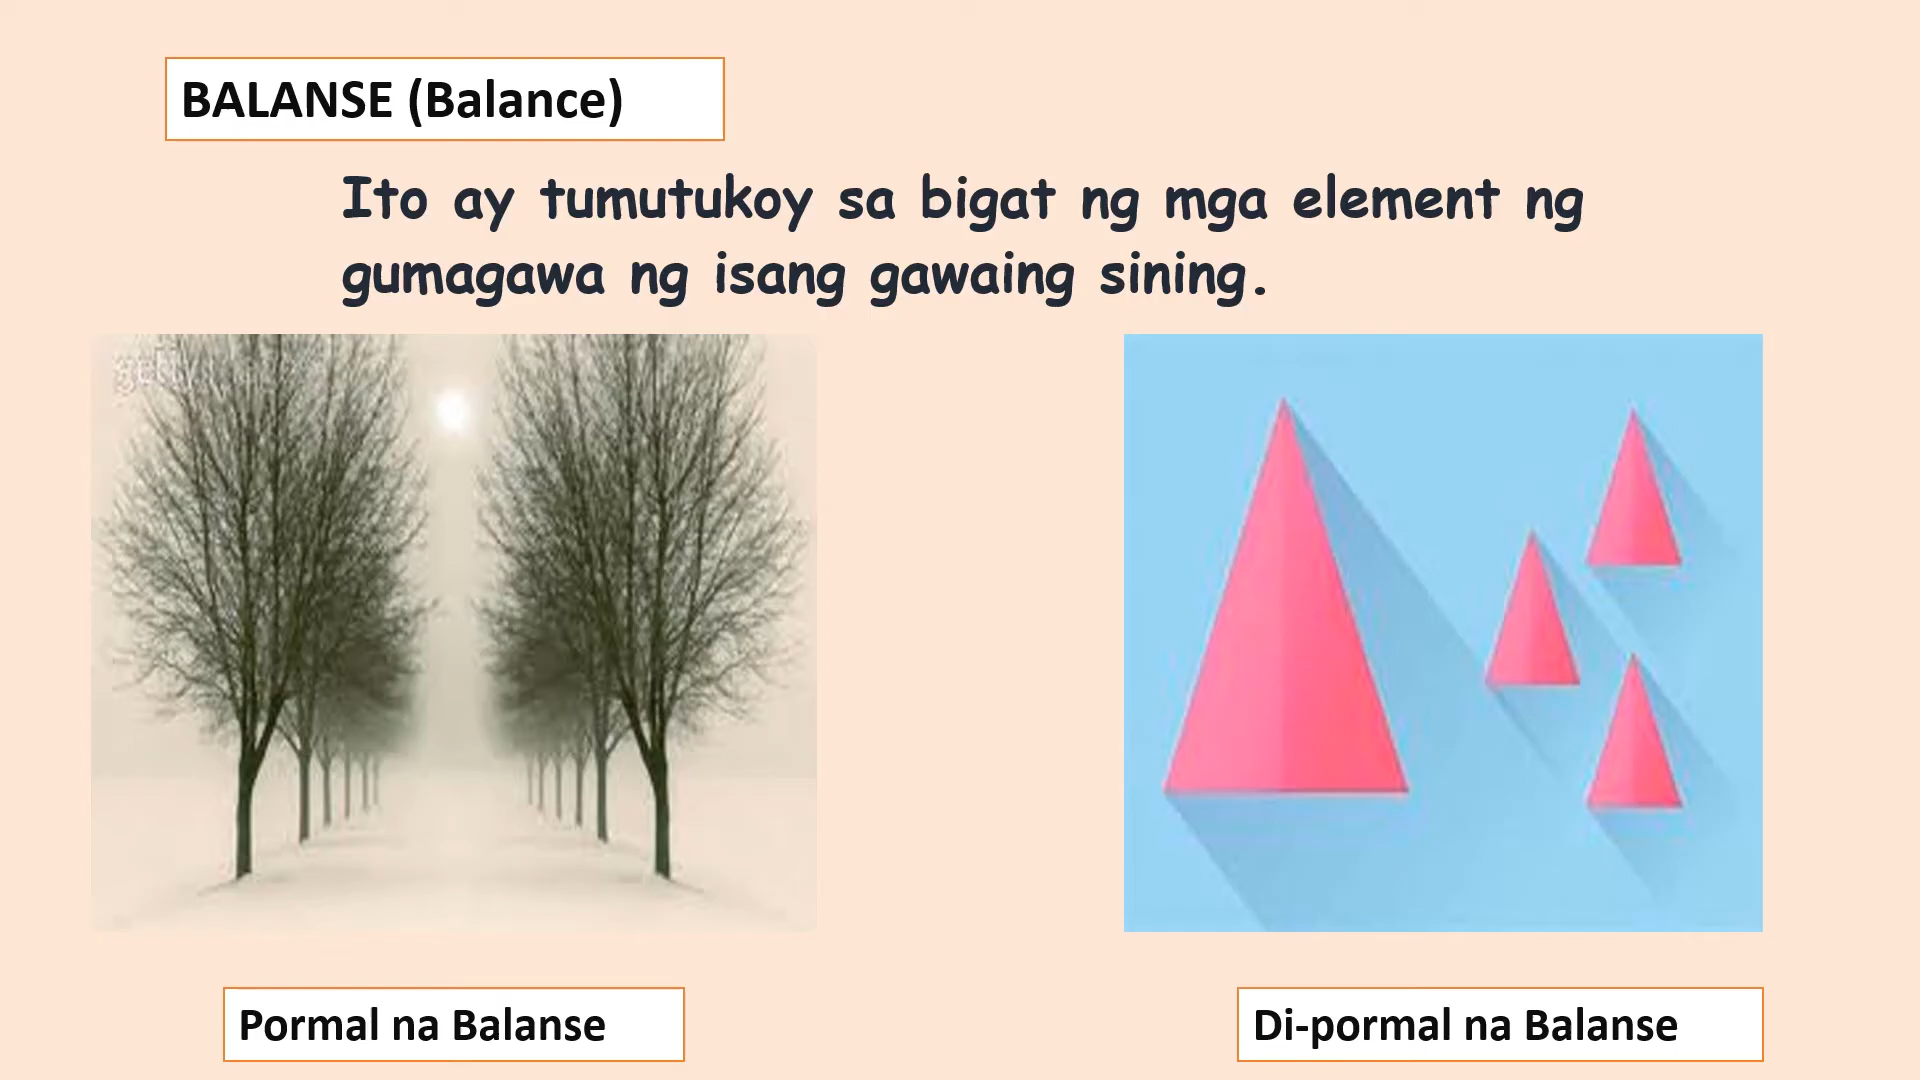 BALANSE (Balance)
Ito ay tumutukoy sa bigat ng mga element ng
gumagawa ng isang gawaing sining.
Pormal na Balanse
Di-pormal na Balanse